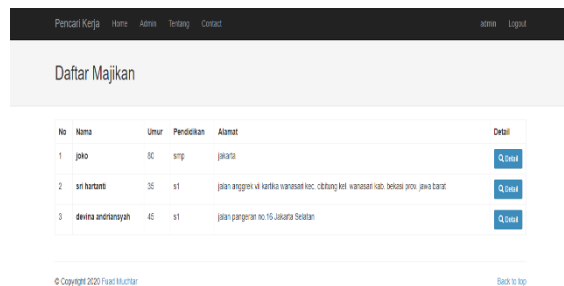 Pencari Kerja Home Admin Tentang Contact admin Logout
Daftar Majikan
No Nama Umur Pendidikan Alamat Detail
1 joko 80 smp jakarta Detail
2 sri hartanti 35 s1 jalan anggrek vii kartika wanasari kec. cibitung kel. wanasari kab. bekasi prov. jawa barat Detail
3 devina andriansyah 45 s1 jalan pangeran no.16 Jakarta Selatan Detail
© Copyright 2020 Fuad Muchtar Back to top